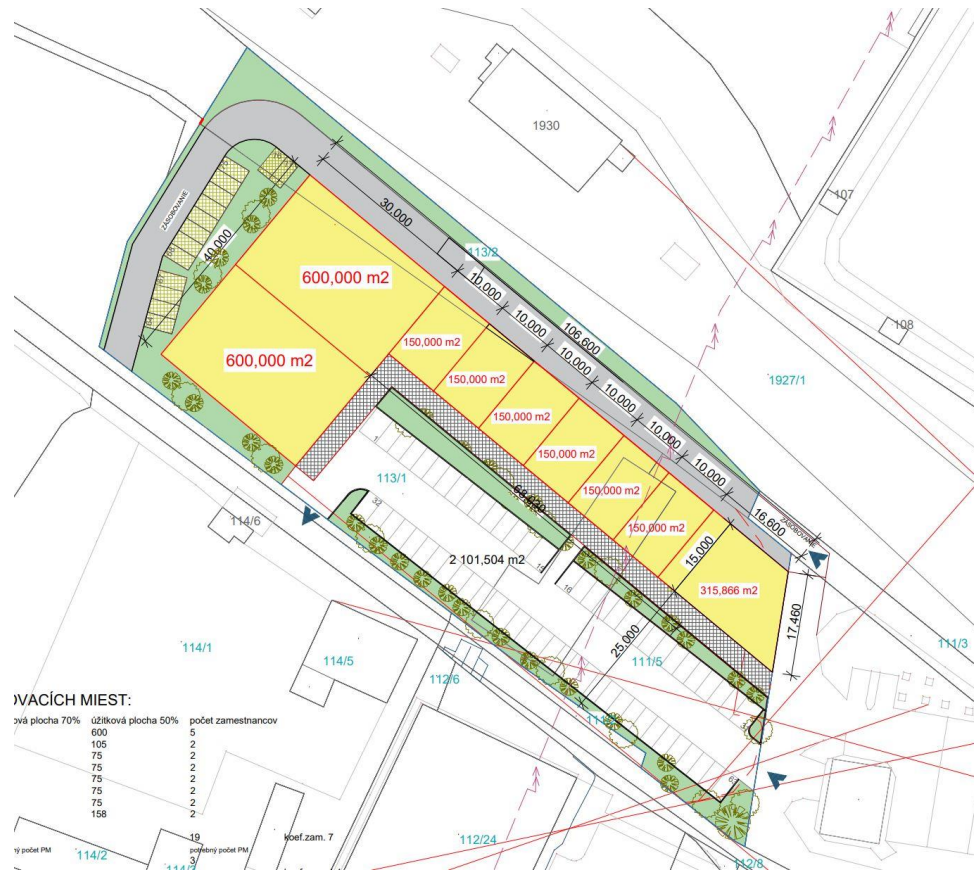 1930
107
108
1927/1
113/2
ZÁSOBOVANIE
40,000
30,000
10,000
10,000
10,000
10,000
10,000
10,000
106,600
16,600
ZÁSOBOVANIE
600,000 m2
600,000 m2
150,000 m2
150,000 m2
150,000 m2
150,000 m2
150,000 m2
150,000 m2
315,866 m2
15,000
17,460
1
113/1
32
114/6
2 101,504 m2
15
16
25,000
111/5
111/3
114/1
114/5
112/6
OVACÍCH MIEST:
ová plocha 70% úžitková plocha 50% počet zamestnancov
600 5
105 2
75 2
75 2
75 2
75 2
75 2
158 2
19 koef.zam. 7
ý počet PM potrebný počet PM
3
114/2
112/24
112/8